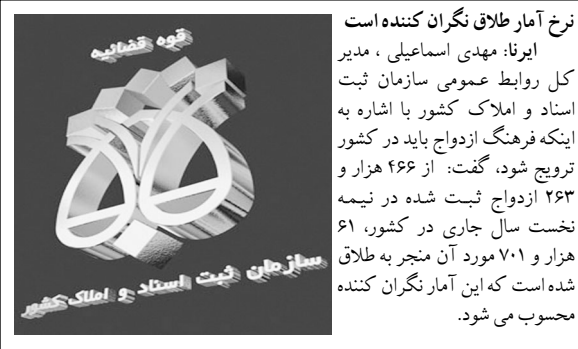 نرخ آمار طلاق نگران کننده است
ایرنا: مهدی اسماعیلی ، مدیر
کل روابط عمومی سازمان ثبت
اسناد و املاک کشور با اشاره به
اینکه فرهنگ ازدواج باید در کشور
ترویج شود، گفت: از ۴۶۶ هزار و
۲۶۳ ازدواج ثبت شده در نیمه
نخست سال جاری در کشور، ۶۱
هزار و ۷۰۱ مورد آن منجر به طلاق
شده است که این آمار نگران کننده
محسوب می شود.
قوه قضائیه
سازمان ثبت اسناد و املاک کشور